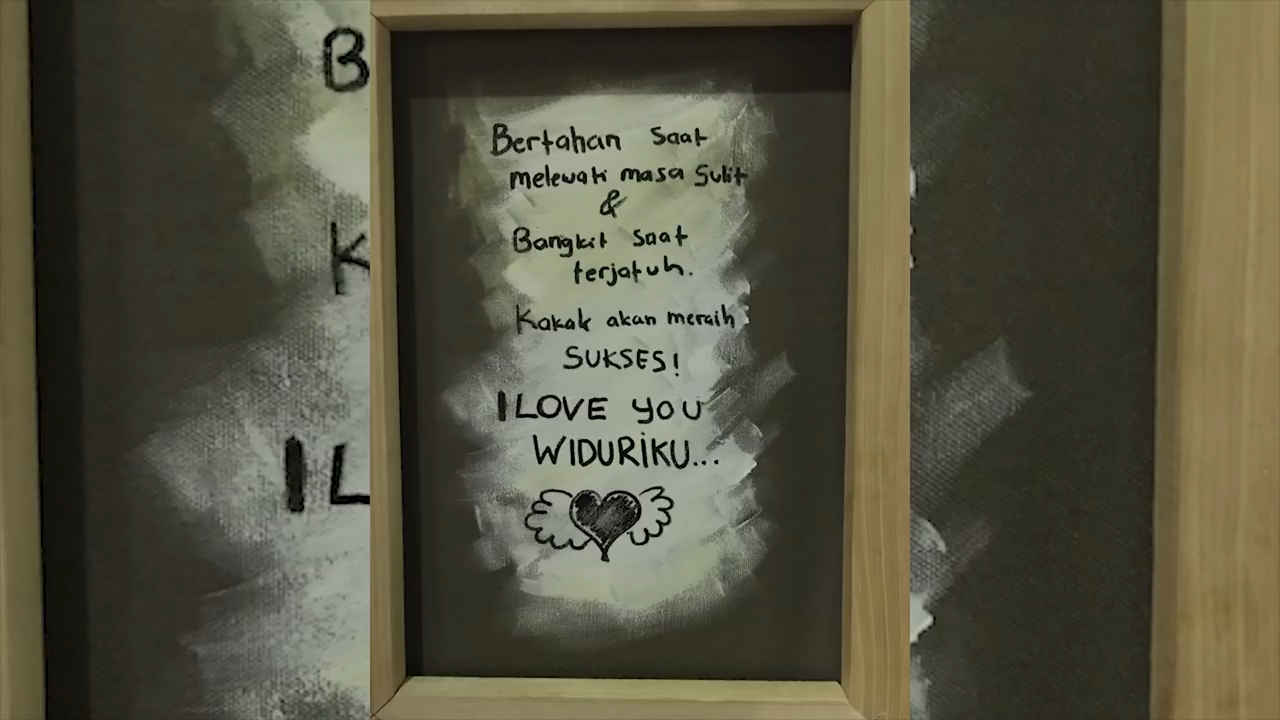 Bertahan Saat
melewati masa Sulit
&
Bangkit Saat
terjatuh.
Kakak akan meraih
SUKSES!
I LOVE YOU
WIDURIKU...